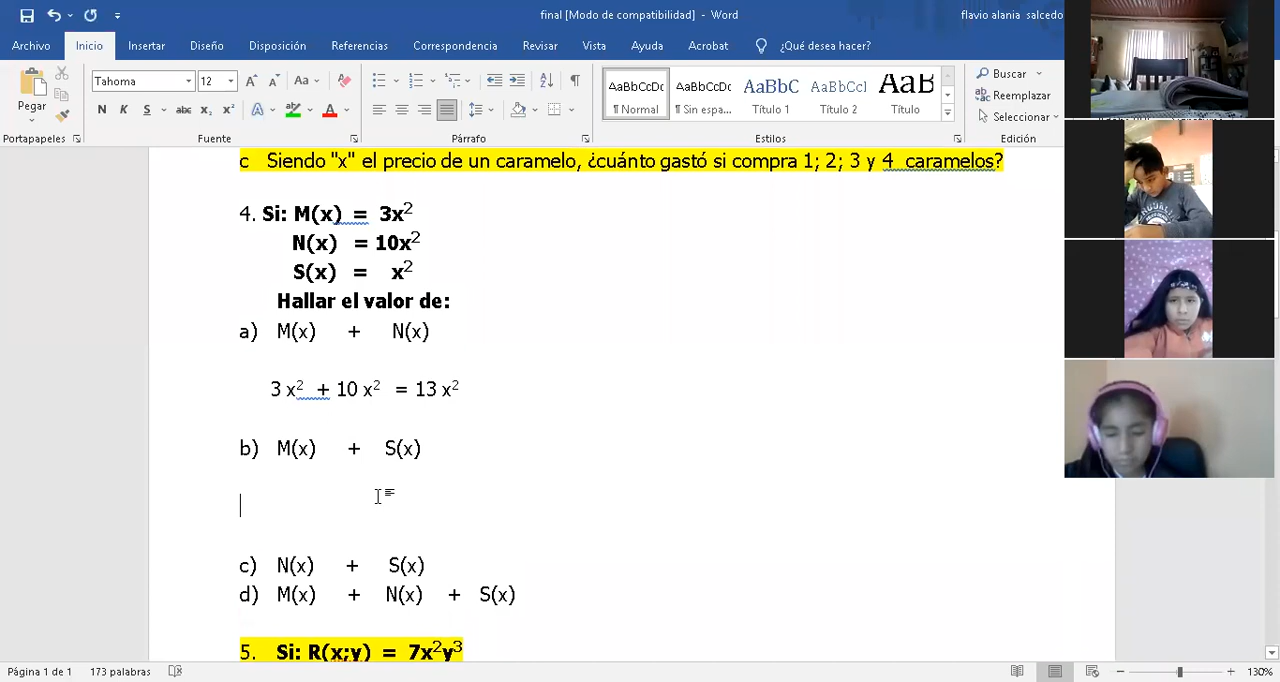 final [Modo de compatibilidad] - Word
flavio alania salcedo
Archivo Inicio Insertar Diseño Disposición Referencias Correspondencia Revisar Vista Ayuda Acrobat ¿Qué desea hacer?
Pegar
Tahoma 12
N K S abc x₂ x² A A
AaBbCcDc AaBbCcDc AaBbC AaBbCcl AaB
¶ Normal ¶ Sin espa... Título 1 Título 2 Título
Buscar
Reemplazar
Seleccionar
Portapapeles Fuente Párrafo Estilos Edición
c Siendo "x" el precio de un caramelo, ¿cuánto gastó si compra 1; 2; 3 y 4 caramelos?
4. Si: M(x) = 3x²
N(x) = 10x²
S(x) = x²
Hallar el valor de:
a) M(x) + N(x)
3 x² + 10 x² = 13 x²
b) M(x) + S(x)
c) N(x) + S(x)
d) M(x) + N(x) + S(x)
5. Si: R(x;y) = 7x²y³
Página 1 de 1 173 palabras 130%